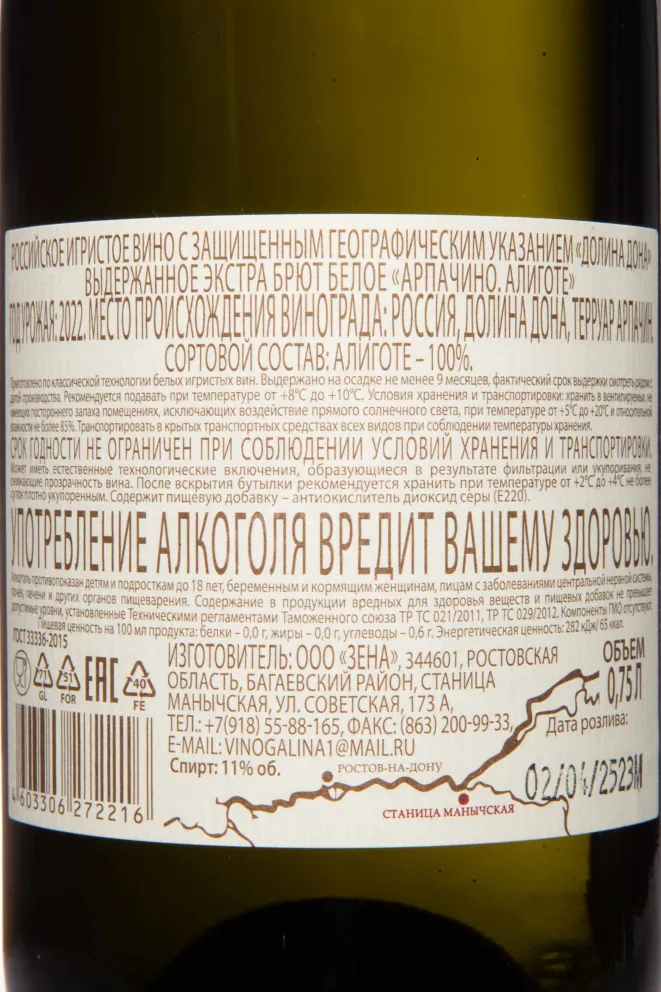 РОССИЙСКОЕ ИГРИСТОЕ ВИНО С ЗАЩИЩЕННЫМ ГЕОГРАФИЧЕСКИМ УКАЗАНИЕМ «ДОЛИНА ДОНА»
ВЫДЕРЖАННОЕ ЭКСТРА БРЮТ БЕЛОЕ «АРПАЧИНО. АЛИГОТЕ»
ГОД УРОЖАЯ: 2022. МЕСТО ПРОИСХОЖДЕНИЯ ВИНОГРАДА: РОССИЯ, ДОЛИНА ДОНА, ТЕРРУАР АРПАЧИН.
СОРТОВОЙ СОСТАВ: АЛИГОТЕ – 100%.
Приготовлено по классической технологии белых игристых вин. Выдержано на осадке не менее 9 месяцев, фактический срок выдержки смотреть рядом с
датой производства. Рекомендуется подавать при температуре от +8°С до +10°С. Условия хранения и транспортировки: хранить в вентилируемых, не
имеющих постороннего запаха помещениях, исключающих воздействие прямого солнечного света, при температуре от +5°С до +20°С и относительной
влажности не более 85%. Транспортировать в крытых транспортных средствах всех видов при соблюдении температуры хранения.
СРОК ГОДНОСТИ НЕ ОГРАНИЧЕН ПРИ СОБЛЮДЕНИИ УСЛОВИЙ ХРАНЕНИЯ И ТРАНСПОРТИРОВКИ.
Может иметь естественные технологические включения, образующиеся в результате фильтрации или укупоривания, не
снижающие прозрачность вина. После вскрытия бутылки рекомендуется хранить при температуре от +2°С до +4°С не более
суток плотно укупоренным. Содержит пищевую добавку – антиокислитель диоксид серы (Е220).
УПОТРЕБЛЕНИЕ АЛКОГОЛЯ ВРЕДИТ ВАШЕМУ ЗДОРОВЬЮ.
Алкоголь противопоказан детям и подросткам до 18 лет, беременным и кормящим женщинам, лицам с заболеваниями центральной нервной системы,
почек, печени и других органов пищеварения. Содержание в продукции вредных для здоровья веществ и пищевых добавок не превышает
допустимые уровни, установленные Техническими регламентами Таможенного союза ТР ТС 021/2011, ТР ТС 029/2012. Компоненты ГМО отсутствуют.
Пищевая ценность на 100 мл продукта: белки – 0,0 г, жиры – 0,0 г, углеводы – 0,6 г. Энергетическая ценность: 282 кДж/ 65 ккал.
ГОСТ 33336-2015
71
GL
51
FOR
EAC
40
FE
ИЗГОТОВИТЕЛЬ: ООО «ЗЕНА», 344601, РОСТОВСКАЯ
ОБЛАСТЬ, БАГАЕВСКИЙ РАЙОН, СТАНИЦА
МАНЫЧСКАЯ, УЛ. СОВЕТСКАЯ, 173 А,
ТЕЛ.: +7(918) 55-88-165, ФАКС: (863) 200-99-33,
E-MAIL: VINOGALINA1@MAIL.RU
Спирт: 11% об.
ОБЪЕМ
0,75Л
Дата розлива:
02/04/2523М
РОСТОВ-НА-ДОНУ
СТАНИЦА МАНЫЧСКАЯ
4 603306 272216